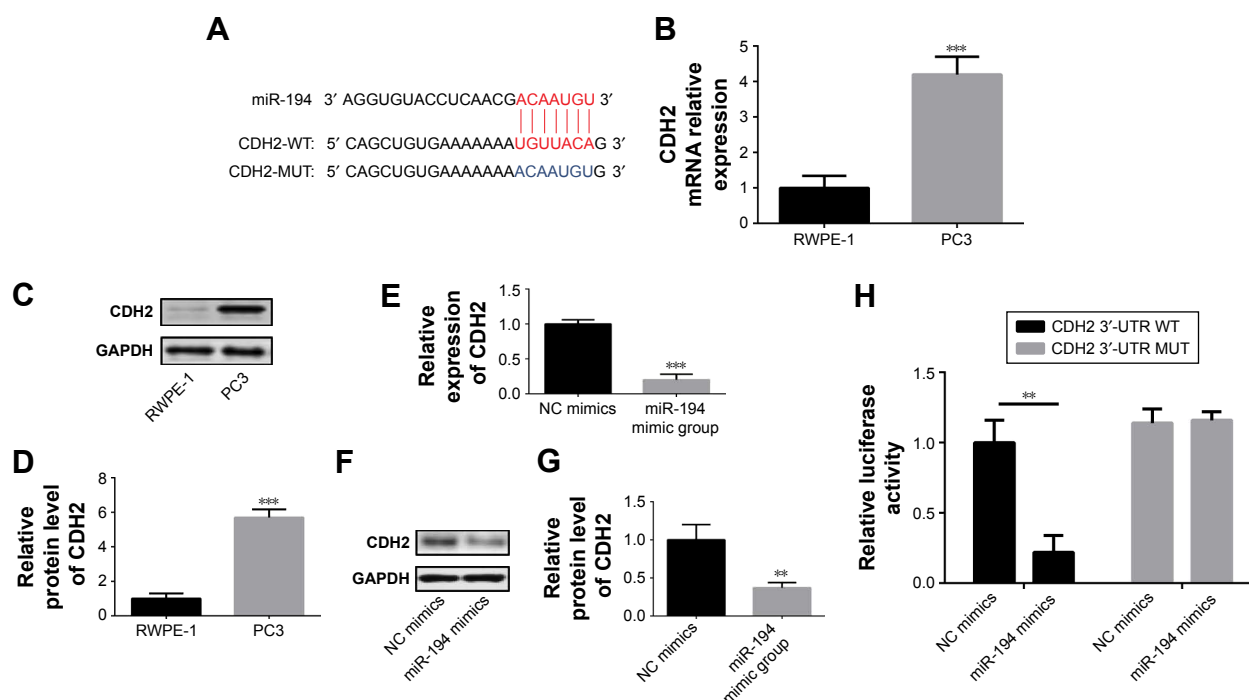 A
miR-194 3′ AGGUGUACCUCAACGACAAUGU 3′
CDH2-WT: 5′ CAGCUGUGAAAAAAAUGUUACAG 3′
CDH2-MUT: 5′ CAGCUGUGAAAAAAAACAAUGUG 3′
B
CDH2
mRNA relative
expression
5
4
3
2
1
0
***
RWPE-1 PC3
C
CDH2
GAPDH
RWPE-1 PC3
D
Relative
protein level
of CDH2
8
6
4
2
0
***
RWPE-1 PC3
E
Relative
expression
of CDH2
1.5
1.0
0.5
0.0
***
NC mimics miR-194
mimic group
F
CDH2
GAPDH
NC mimics miR-194 mimics
G
Relative
protein level
of CDH2
1.5
1.0
0.5
0.0
**
NC mimics miR-194
mimic group
H
CDH2 3′-UTR WT
CDH2 3′-UTR MUT
Relative luciferase
activity
1.5
1.0
0.5
0.0
**
NC mimics miR-194 mimics NC mimics miR-194 mimics